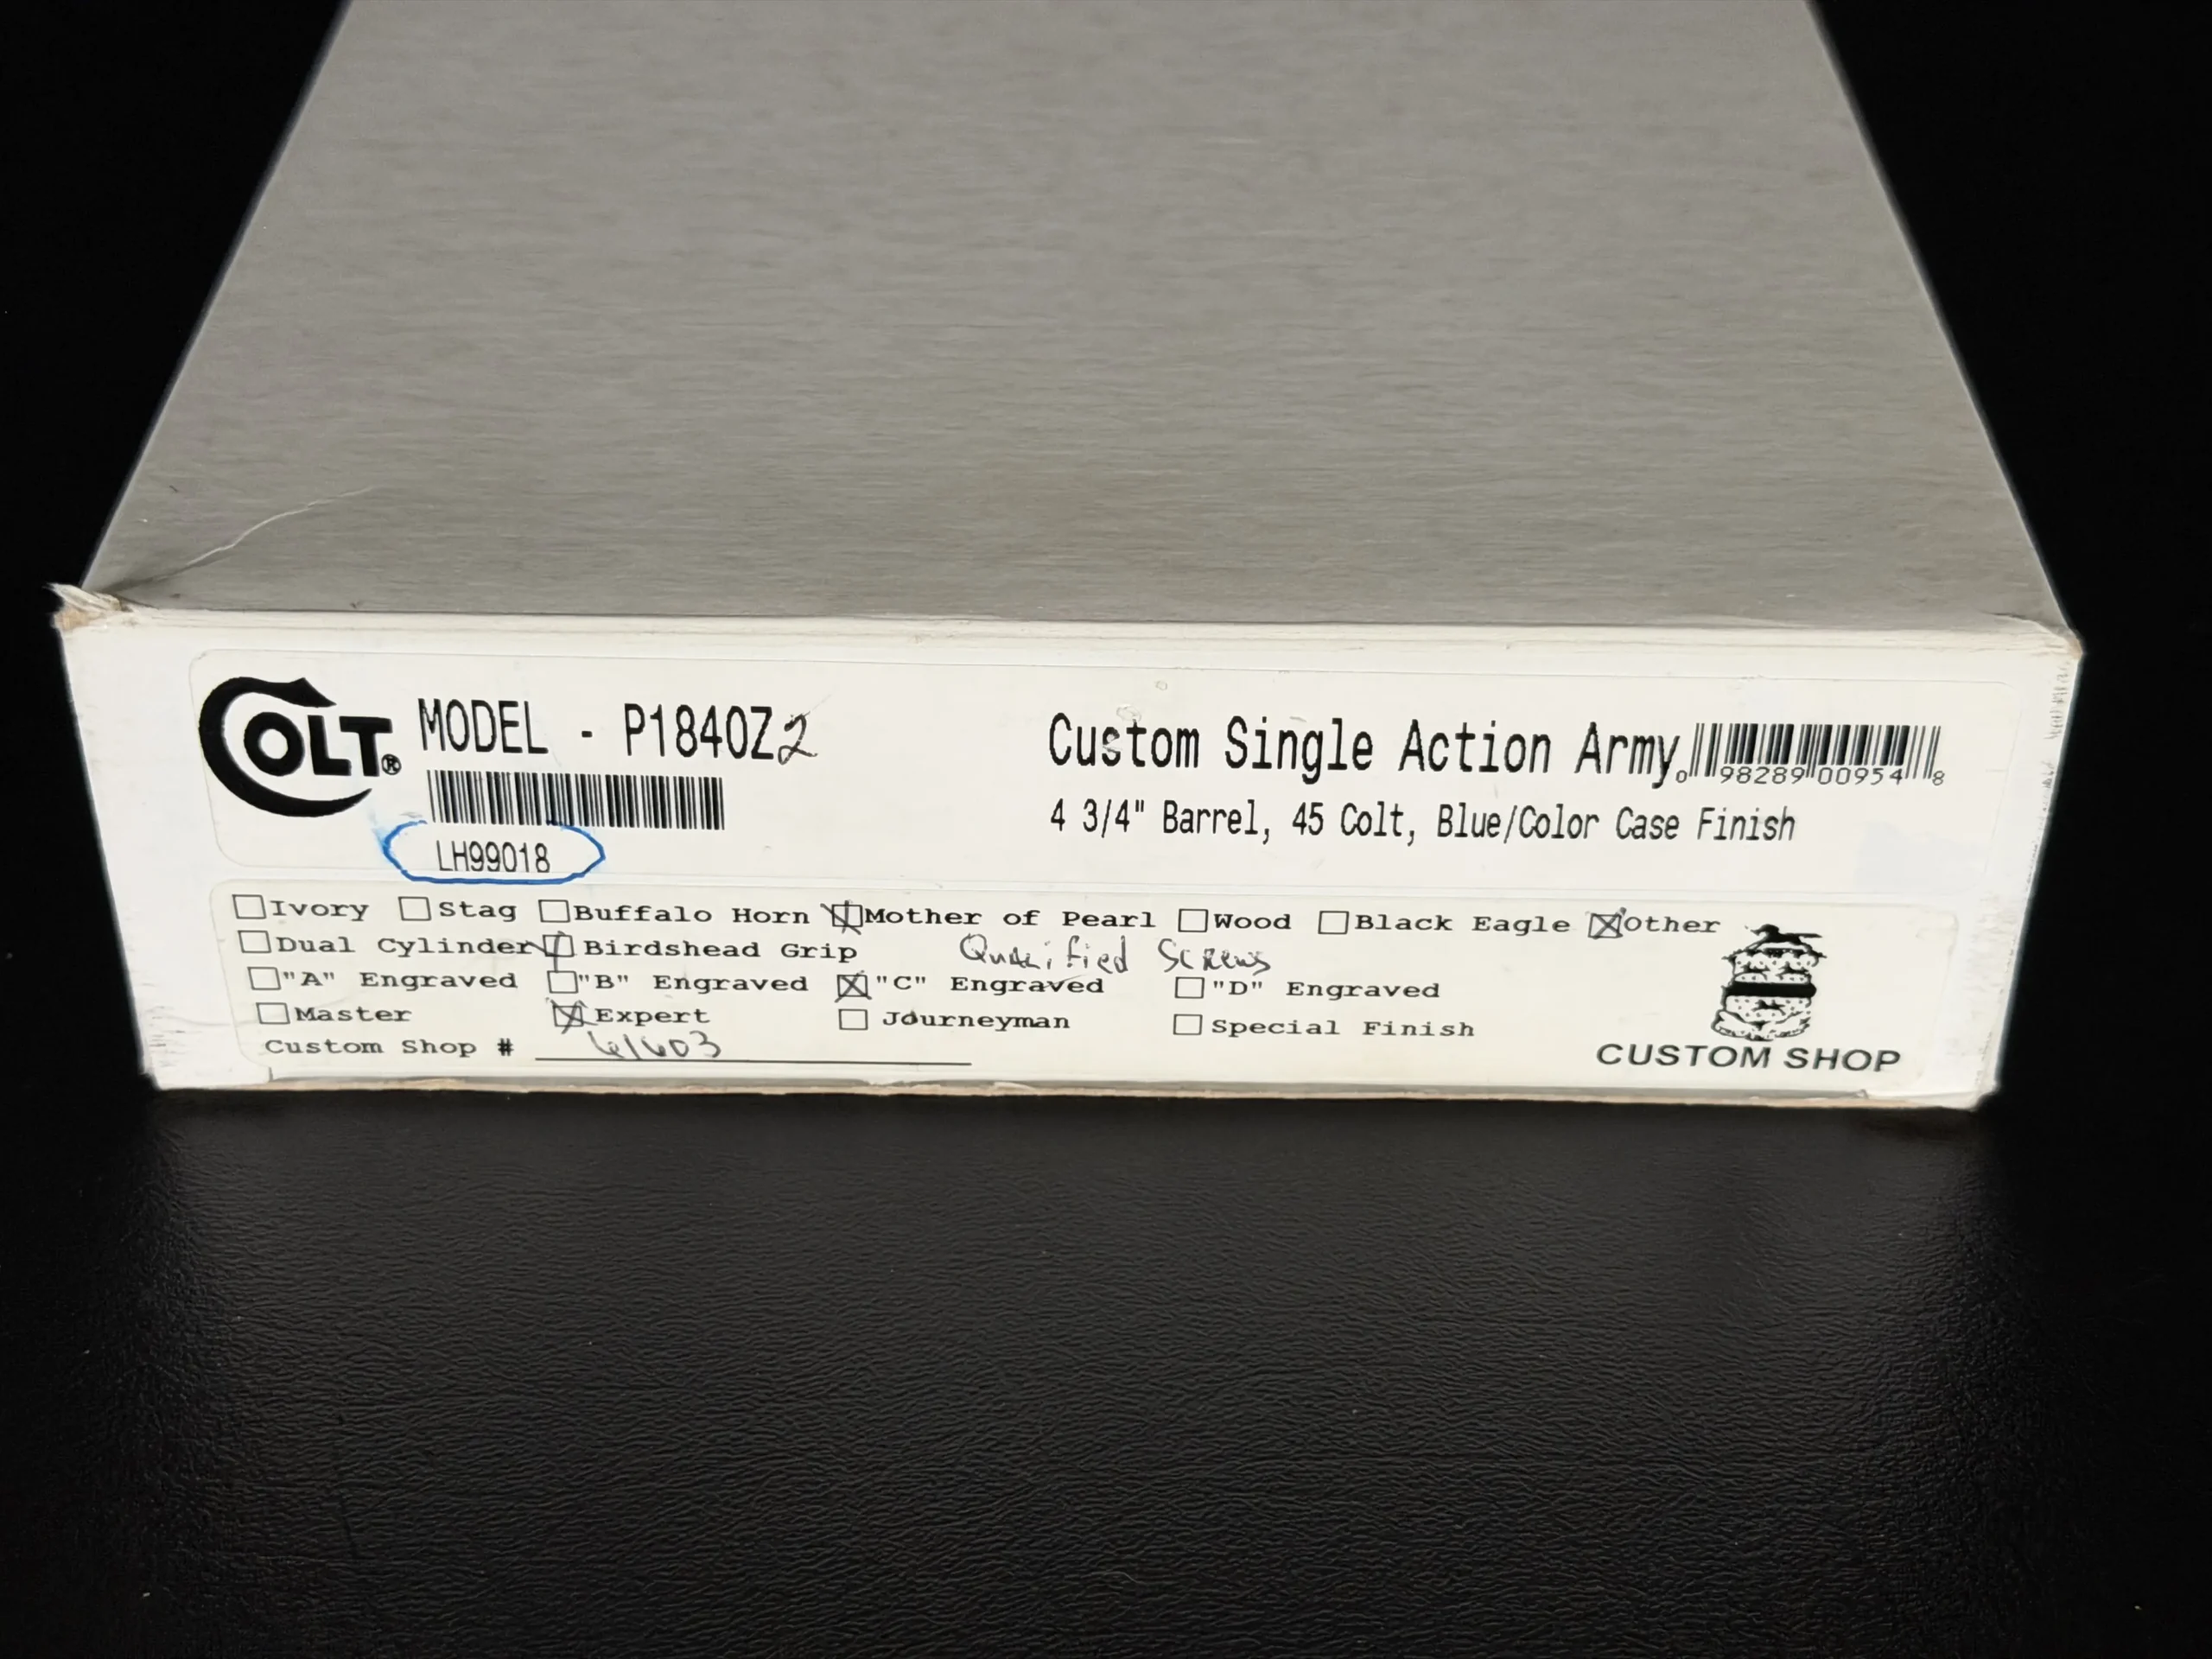 COLT® MODEL - P1840Z2
LH99018
Custom Single Action Army
0 98289 00954 8
4 3/4" Barrel, 45 Colt, Blue/Color Case Finish
Ivory Stag Buffalo Horn Mother of Pearl Wood Black Eagle Other
Dual Cylinder Birdshead Grip Screws
"A" Engraved "B" Engraved "C" Engraved "D" Engraved
Master Expert Journeyman Special Finish
Custom Shop # 61603
CUSTOM SHOP